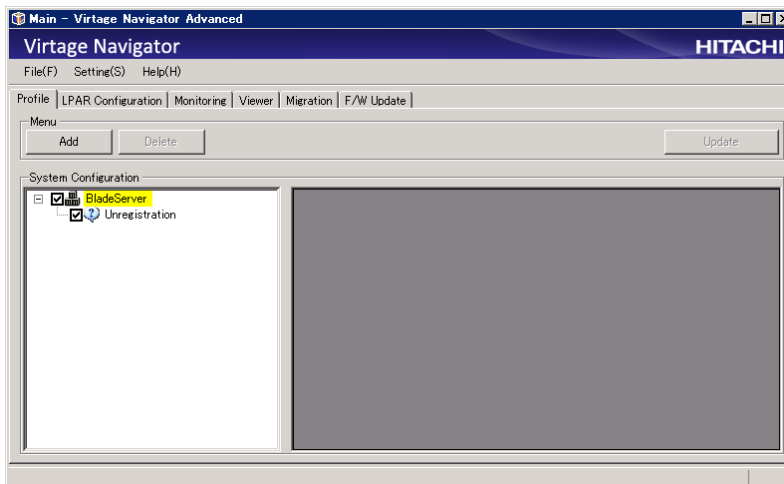 Main - Virtage Navigator Advanced
Virtage Navigator
HITACHI
File(F) Setting(S) Help(H)
Profile LPAR Configuration Monitoring Viewer Migration F/W Update
Menu
Add Delete Update
System Configuration
BladeServer
Unregistration